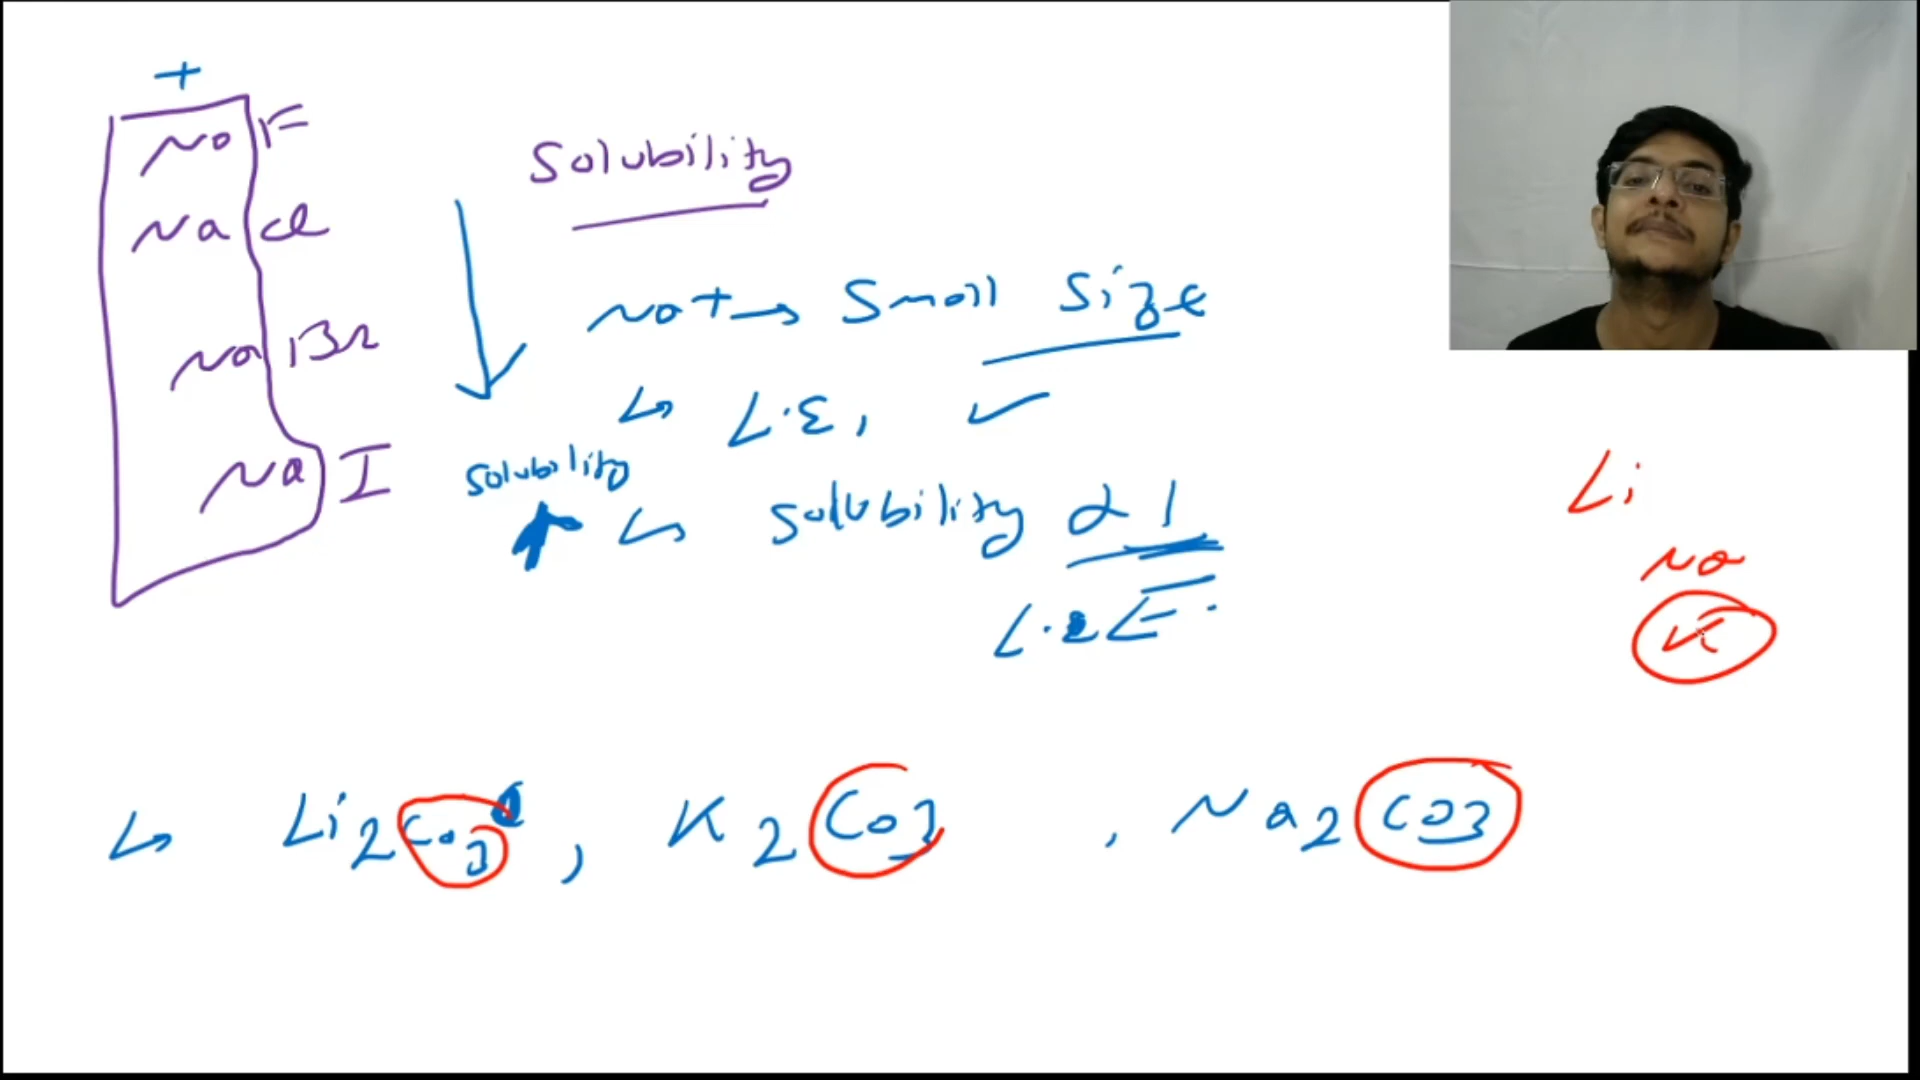 +
Na F
Na Cl
Na Br
Na I
Solubility
Na+ → Small Size
↳ L.E, ✓
Solubility
↳ Solubility α 1
L.E.
Li
Na
K
↳ Li2CO3, K2CO3, Na2CO3